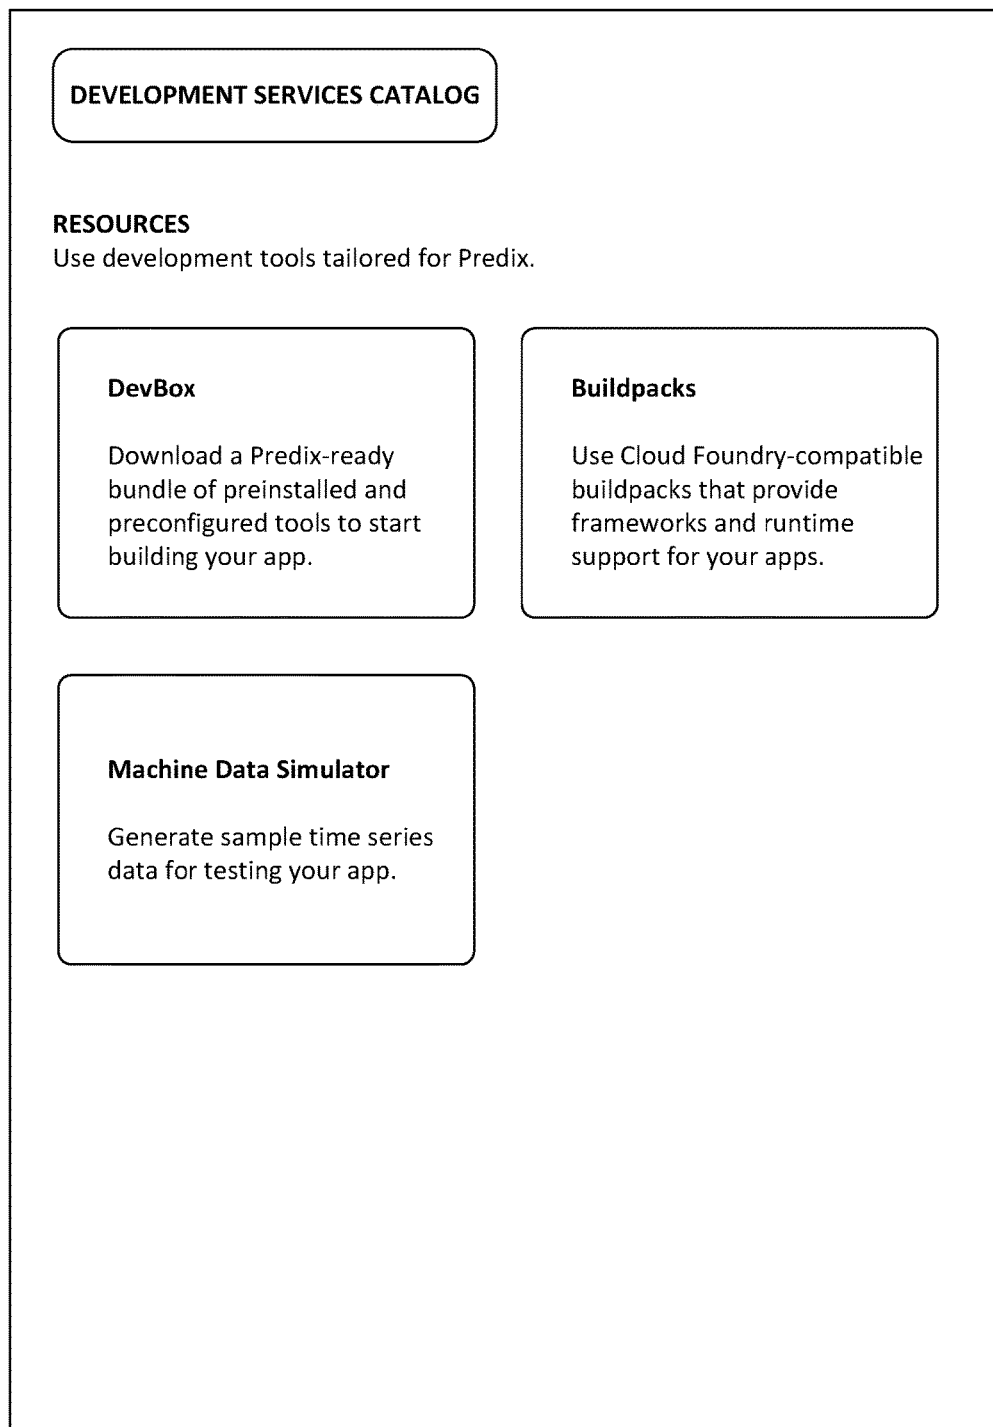 DEVELOPMENT SERVICES CATALOG
RESOURCES
Use development tools tailored for Predix.
DevBox
Download a Predix-ready
bundle of preinstalled and
preconfigured tools to start
building your app.
Buildpacks
Use Cloud Foundry-compatible
buildpacks that provide
frameworks and runtime
support for your apps.
Machine Data Simulator
Generate sample time series
data for testing your app.